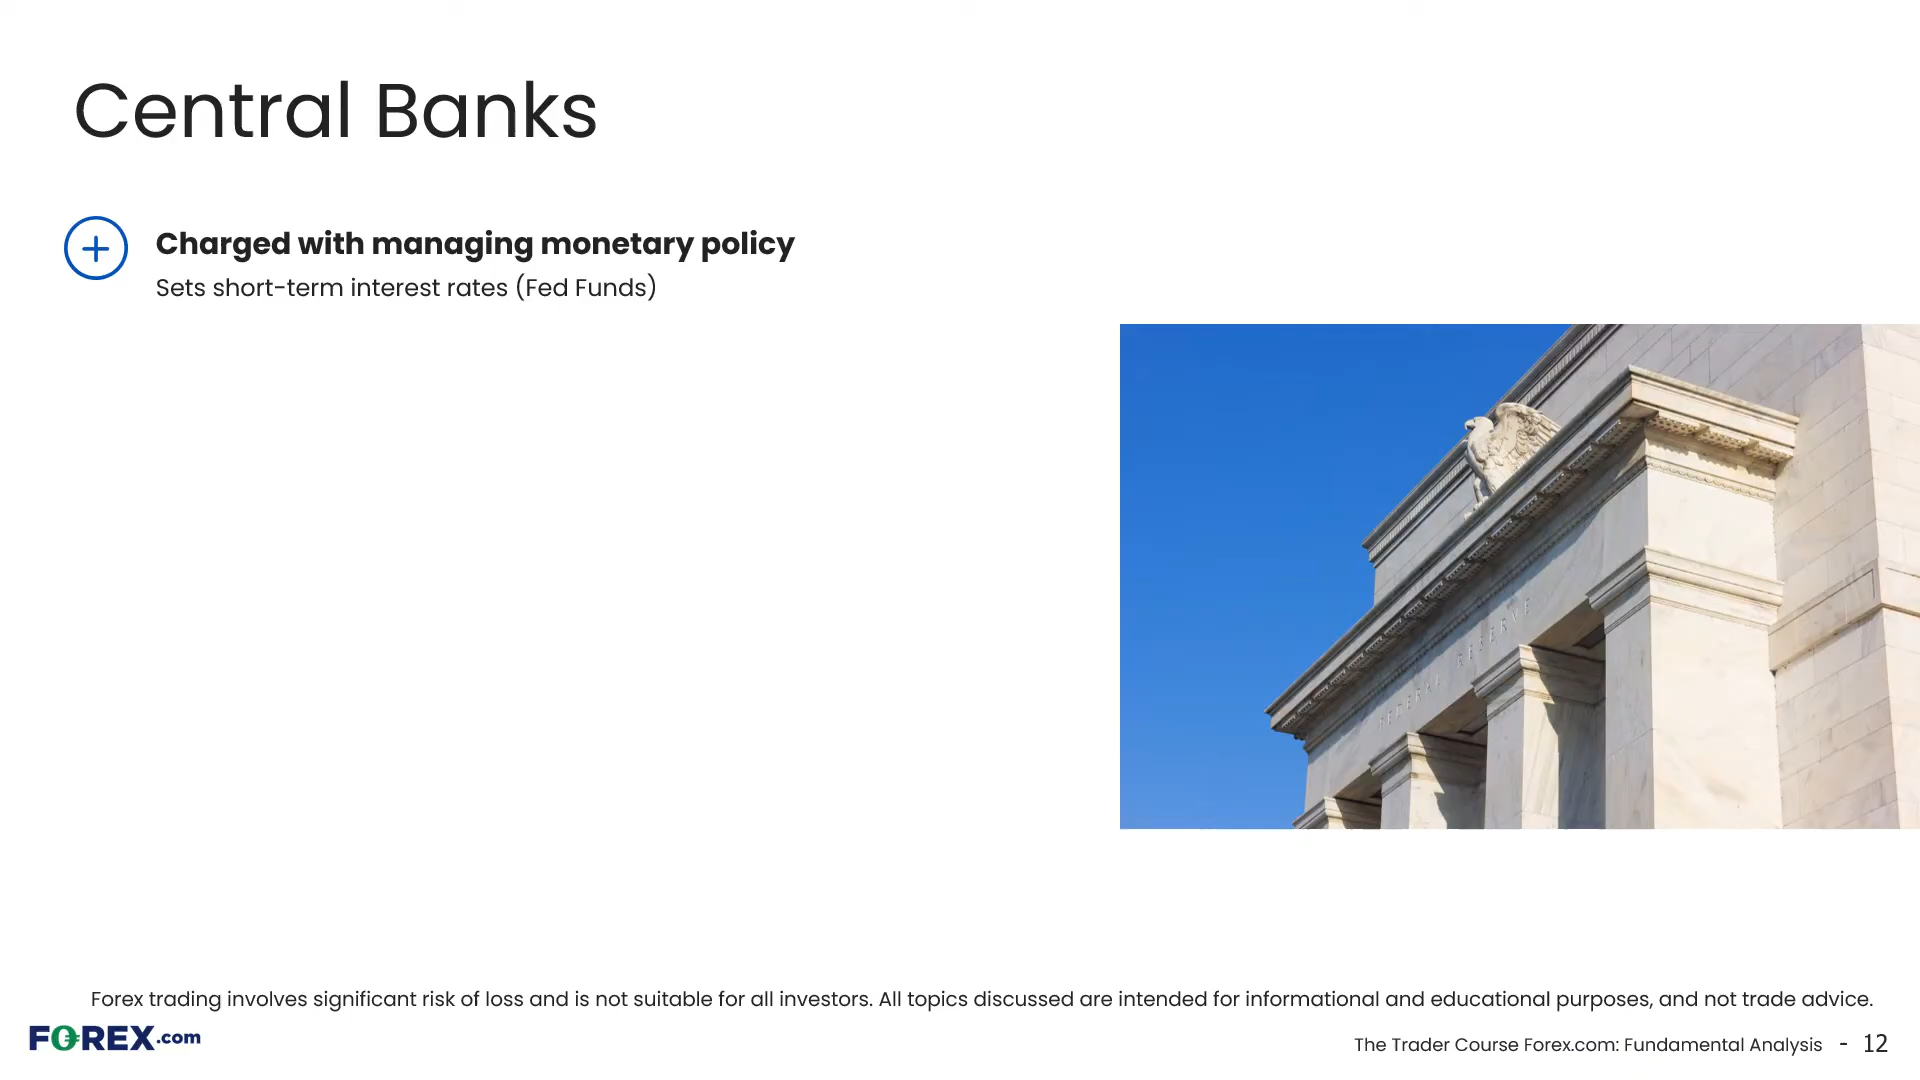 Central Banks
Charged with managing monetary policy
Sets short-term interest rates (Fed Funds)
FEDERAL RESERVE
Forex trading involves significant risk of loss and is not suitable for all investors. All topics discussed are intended for informational and educational purposes, and not trade advice.
FOREX.com
The Trader Course Forex.com: Fundamental Analysis - 12